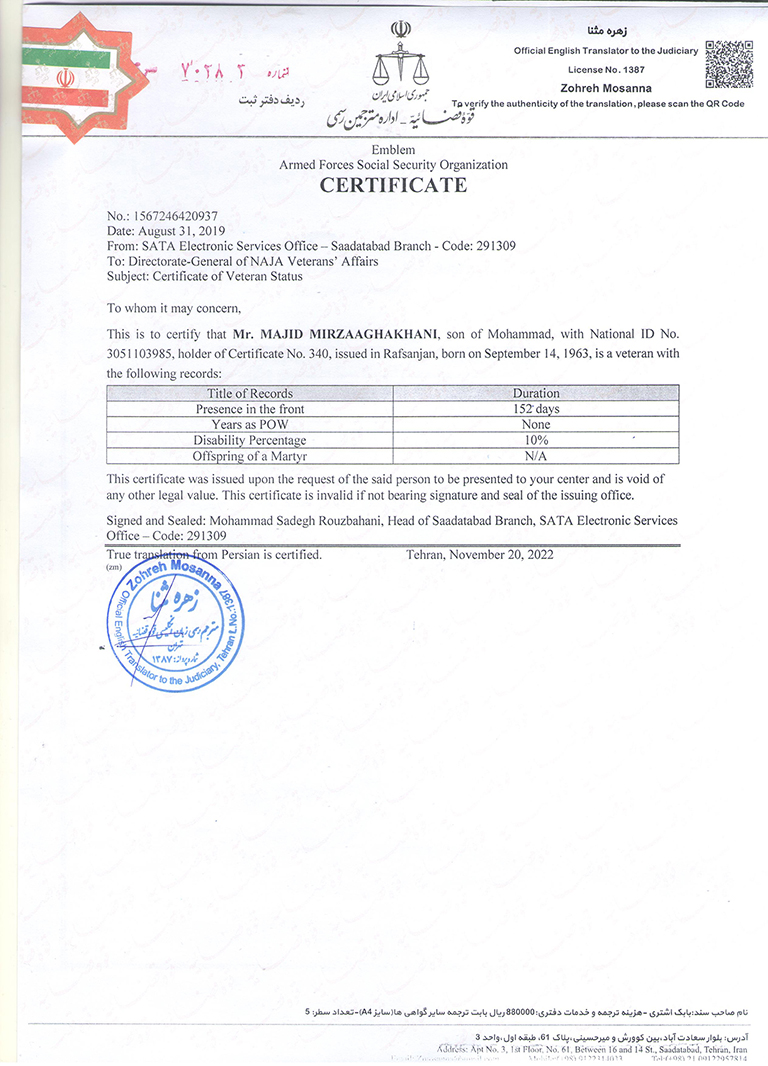 زهره مثنا
Official English Translator to the Judiciary
License No. 1387
Zohreh Mosanna
To verify the authenticity of the translation, please scan the QR Code
شماره ۷۰۲۸۳
ردیف دفتر ثبت
جمهوری اسلامی ایران
قوه قضائیه - اداره مترجمین رسمی
Emblem
Armed Forces Social Security Organization
CERTIFICATE
No.: 1567246420937
Date: August 31, 2019
From: SATA Electronic Services Office – Saadatabad Branch - Code: 291309
To: Directorate-General of NAJA Veterans’ Affairs
Subject: Certificate of Veteran Status
To whom it may concern,
This is to certify that Mr. MAJID MIRZAAGHAKHANI, son of Mohammad, with National ID No.
3051103985, holder of Certificate No. 340, issued in Rafsanjan, born on September 14, 1963, is a veteran with
the following records:
Title of Records Duration
Presence in the front 152 days
Years as POW None
Disability Percentage 10%
Offspring of a Martyr N/A
This certificate was issued upon the request of the said person to be presented to your center and is void of
any other legal value. This certificate is invalid if not bearing signature and seal of the issuing office.
Signed and Sealed: Mohammad Sadegh Rouzbahani, Head of Saadatabad Branch, SATA Electronic Services
Office – Code: 291309
True translation from Persian is certified. Tehran, November 20, 2022
(zm)
Zohreh Mosanna
Official English Translator to the Judiciary, Tehran L.No.:1387
زهره مثنا
مترجم رسمی زبان انگلیسی قوه قضائیه
تهران
شماره پروانه: ۱۳۸۷
نام صاحب سند:بابک اشتری -هزینه ترجمه و خدمات دفتری:880000 ریال بابت ترجمه سایر گواهی ها(سایز A4)-تعداد سطر: 5
آدرس: بلوار سعادت آباد،بین کوورش و میرحسینی،پلاک 61، طبقه اول،واحد 3
Address: Apt No. 3, 1st Floor, No. 61, Between 16 and 14 St., Saadatabad, Tehran, Iran